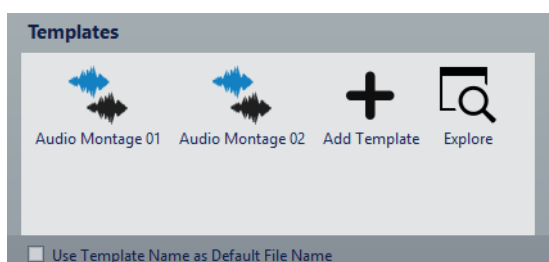 Templates
Audio Montage 01 Audio Montage 02 Add Template Explore
Use Template Name as Default File Name